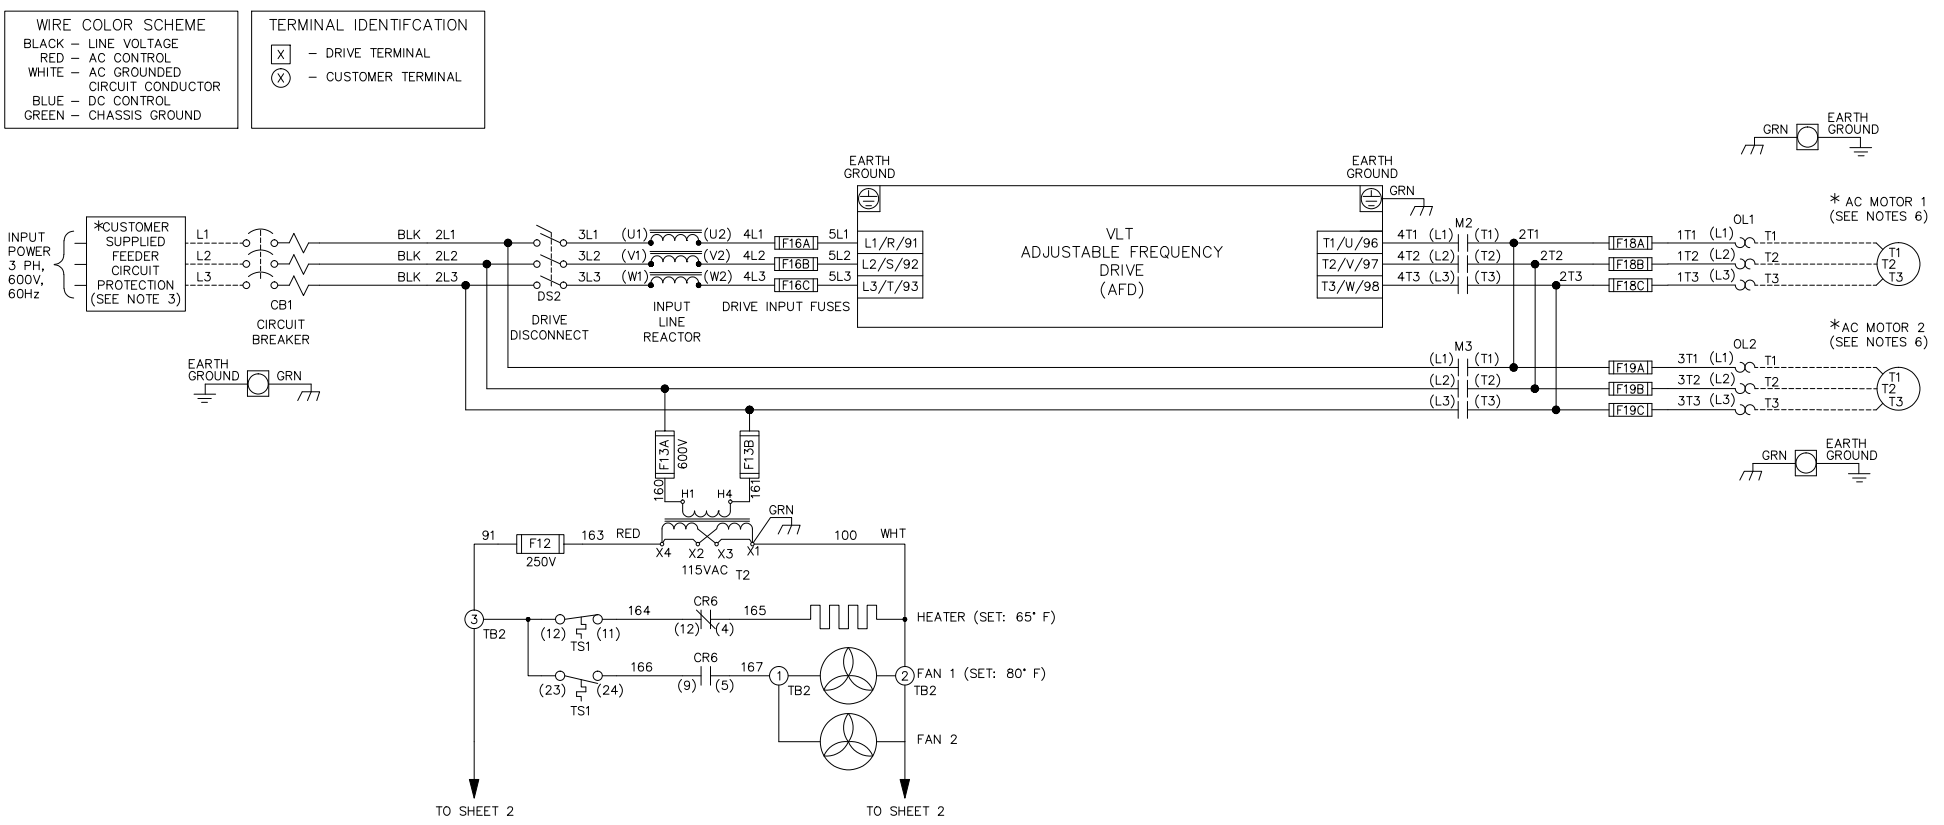 WIRE COLOR SCHEME
BLACK – LINE VOLTAGE
RED – AC CONTROL
WHITE – AC GROUNDED
CIRCUIT CONDUCTOR
BLUE – DC CONTROL
GREEN – CHASSIS GROUND
TERMINAL IDENTIFCATION
X – DRIVE TERMINAL
X – CUSTOMER TERMINAL
GRN
EARTH
GROUND
EARTH
GROUND
EARTH
GROUND
GRN
INPUT
POWER
3 PH,
600V,
60Hz
*CUSTOMER
SUPPLIED
FEEDER
CIRCUIT
PROTECTION
(SEE NOTE 3)
L1
L2
L3
CB1
CIRCUIT
BREAKER
BLK 2L1
BLK 2L2
BLK 2L3
DS2
DRIVE
DISCONNECT
3L1 (U1) (U2) 4L1 F16A 5L1 L1/R/91
3L2 (V1) (V2) 4L2 F16B 5L2 L2/S/92
3L3 (W1) (W2) 4L3 F16C 5L3 L3/T/93
INPUT
LINE
REACTOR
DRIVE INPUT FUSES
VLT
ADJUSTABLE FREQUENCY
DRIVE
(AFD)
M2
T1/U/96 4T1 (L1) (T1) 2T1 F18A 1T1 (L1) T1
T2/V/97 4T2 (L2) (T2) 2T2 F18B 1T2 (L2) T2
T3/W/98 4T3 (L3) (T3) 2T3 F18C 1T3 (L3) T3
OL1
* AC MOTOR 1
(SEE NOTES 6)
T1
T2
T3
EARTH
GROUND
GRN
M3
(L1) (T1) F19A 3T1 (L1) T1
(L2) (T2) F19B 3T2 (L2) T2
(L3) (T3) F19C 3T3 (L3) T3
OL2
*AC MOTOR 2
(SEE NOTES 6)
T1
T2
T3
GRN
EARTH
GROUND
F13A
600V
F13B
160
161
H1 H4
GRN
91 F12 163 RED
250V
X4 X2 X3 X1
100 WHT
115VAC T2
3
TB2
(12) (11)
TS1
164
CR6
(12) (4)
165
HEATER (SET: 65° F)
(23) (24)
TS1
166
CR6
(9) (5)
167
1
TB2
2
TB2
FAN 1 (SET: 80° F)
FAN 2
TO SHEET 2
TO SHEET 2